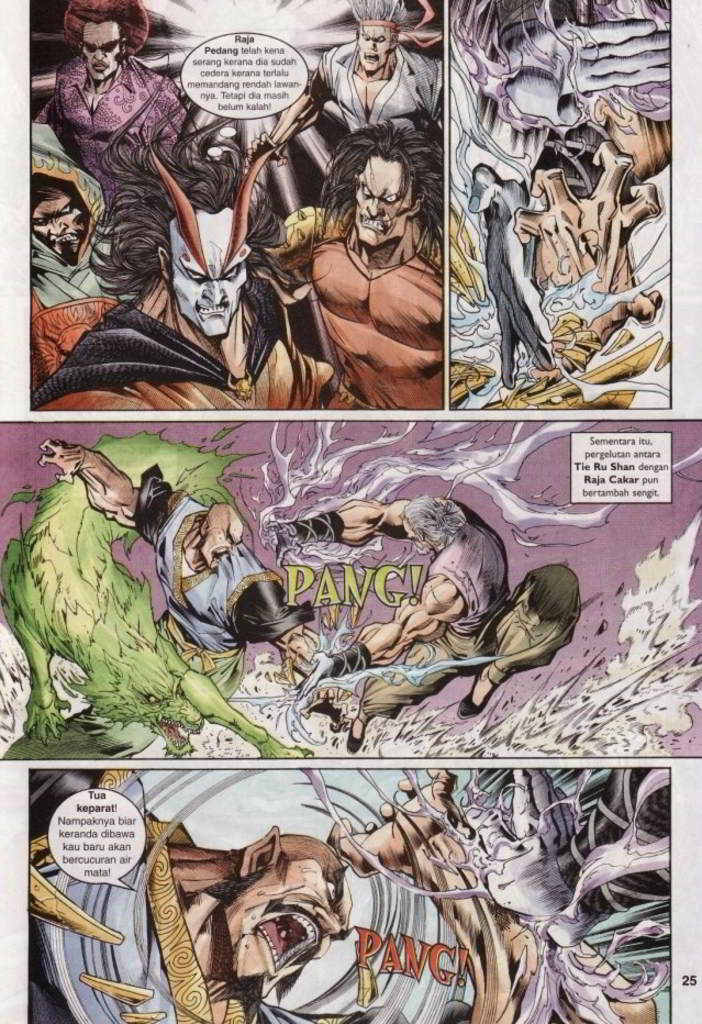 Raja
Pedang telah kena
serang kerana dia sudah
cedera kerana terlalu
memandang rendah lawan-
nya. Tetapi dia masih
belum kalah!
Sementara itu,
pergelutan antara
Tie Ru Shan dengan
Raja Cakar pun
bertambah sengit.
PANG!
Tua
keparat!
Nampaknya biar
keranda dibawa
kau baru akan
bercucuran air
mata!
PANG!
25